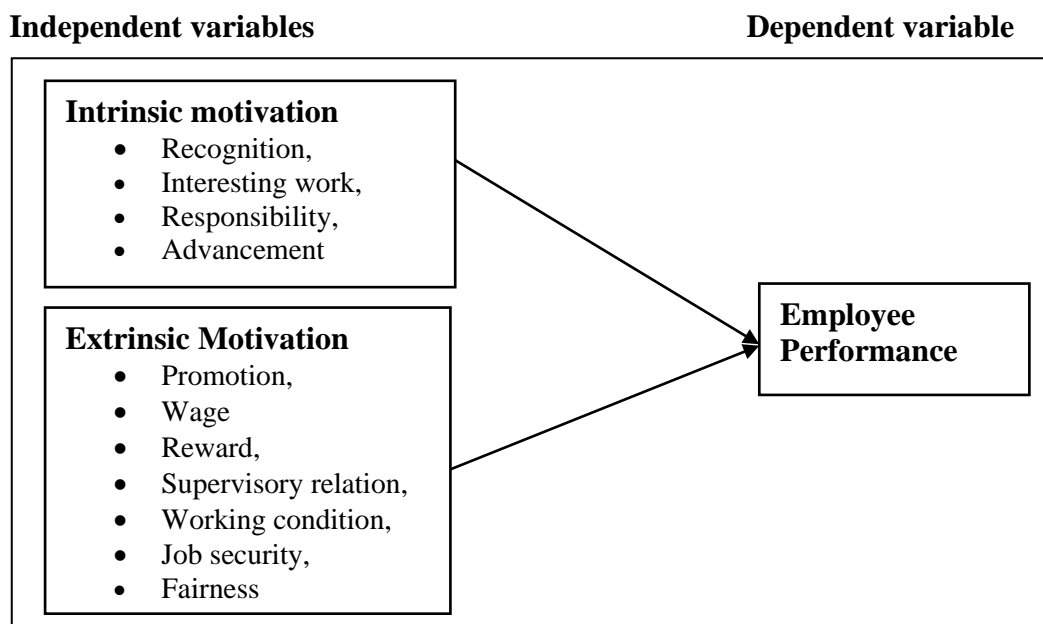 Independent variables
Dependent variable
Intrinsic motivation
• Recognition,
• Interesting work,
• Responsibility,
• Advancement
Extrinsic Motivation
• Promotion,
• Wage
• Reward,
• Supervisory relation,
• Working condition,
• Job security,
• Fairness
Employee
Performance